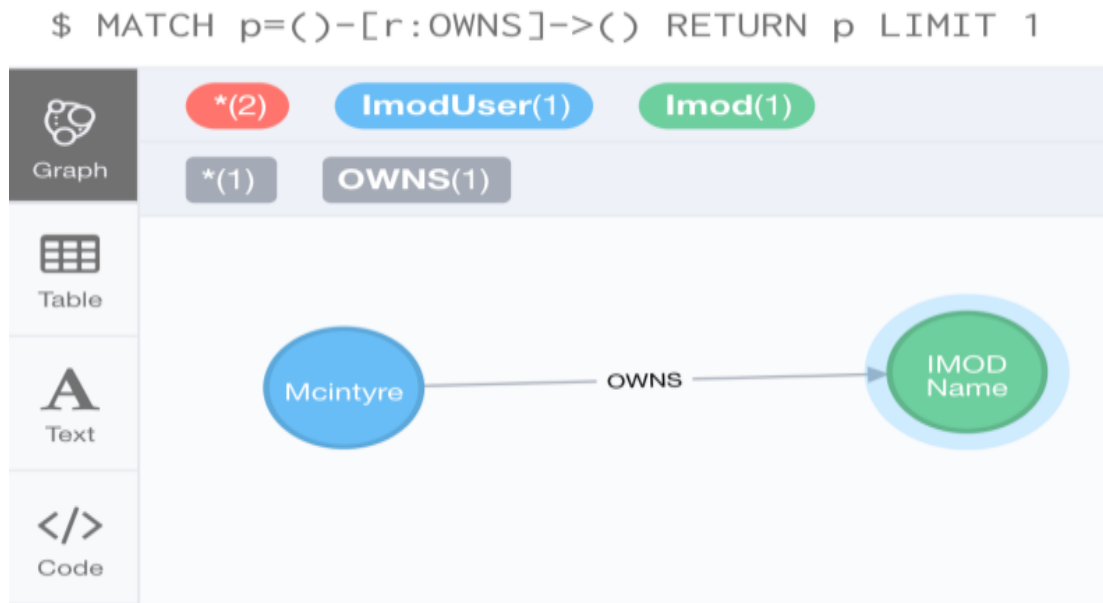 $ MATCH p=()-[r:OWNS]->() RETURN p LIMIT 1
*(2) ImodUser(1) Imod(1)
Graph
*(1) OWNS(1)
Table
Mcintyre OWNS IMOD
Name
A
Text
</>
Code